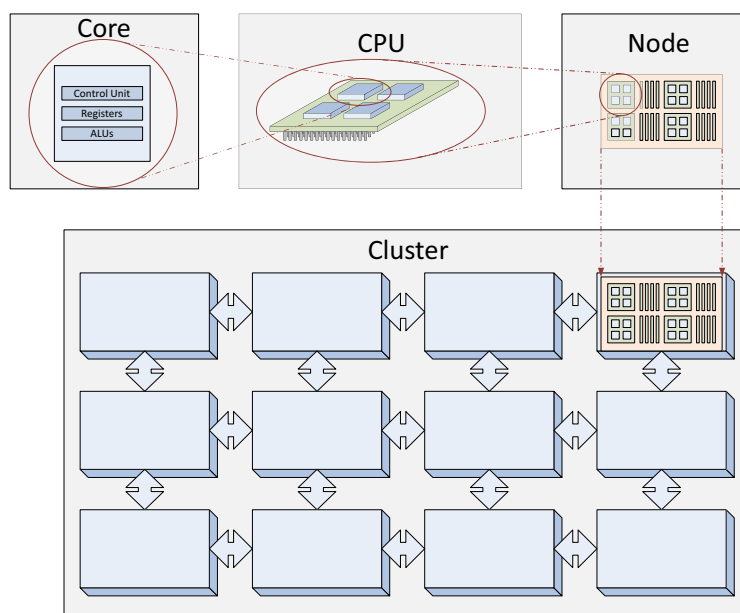 Core
CPU
Node
Control Unit
Registers
ALUs
Cluster